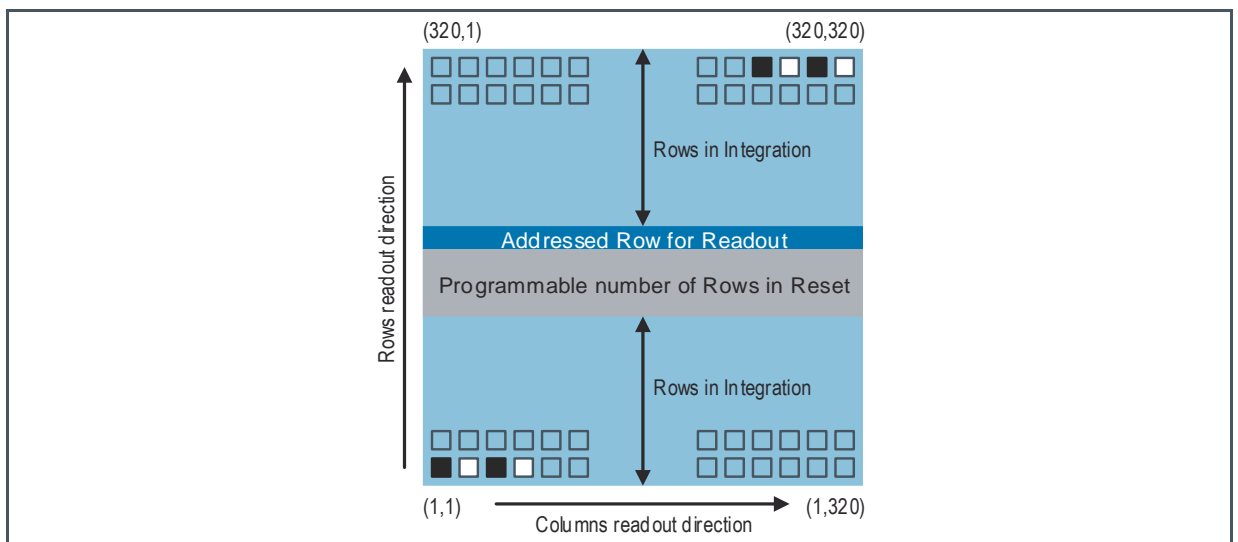 (320,1)
(320,320)
Rows in Integration
Rows readout direction
Addressed Row for Readout
Programmable number of Rows in Reset
Rows in Integration
(1,1)
(1,320)
Columns readout direction